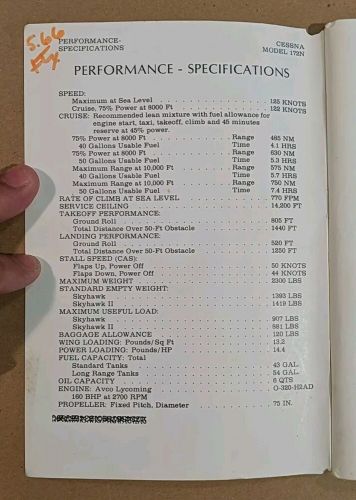 5.66
PERFORMANCE-
SPECIFICATIONS
CESSNA
MODEL 172N
PERFORMANCE - SPECIFICATIONS
SPEED:
Maximum at Sea Level 125 KNOTS
Cruise, 75% Power at 8000 Ft 122 KNOTS
CRUISE: Recommended lean mixture with fuel allowance for
engine start, taxi, takeoff, climb and 45 minutes
reserve at 45% power.
75% Power at 8000 Ft Range 485 NM
40 Gallons Usable Fuel Time 4.1 HRS
75% Power at 8000 Ft Range 630 NM
50 Gallons Usable Fuel Time 5.3 HRS
Maximum Range at 10,000 Ft Range 575 NM
40 Gallons Usable Fuel Time 5.7 HRS
Maximum Range at 10,000 Ft Range 750 NM
50 Gallons Usable Fuel Time 7.4 HRS
RATE OF CLIMB AT SEA LEVEL 770 FPM
SERVICE CEILING 14,200 FT
TAKEOFF PERFORMANCE:
Ground Roll 805 FT
Total Distance Over 50-Ft Obstacle 1440 FT
LANDING PERFORMANCE:
Ground Roll 520 FT
Total Distance Over 50-Ft Obstacle 1250 FT
STALL SPEED (CAS):
Flaps Up, Power Off 50 KNOTS
Flaps Down, Power Off 44 KNOTS
MAXIMUM WEIGHT 2300 LBS
STANDARD EMPTY WEIGHT:
Skyhawk 1393 LBS
Skyhawk II 1419 LBS
MAXIMUM USEFUL LOAD:
Skyhawk 907 LBS
Skyhawk II 881 LBS
BAGGAGE ALLOWANCE 120 LBS
WING LOADING: Pounds/Sq Ft 13.2
POWER LOADING: Pounds/HP 14.4
FUEL CAPACITY: Total
Standard Tanks 43 GAL.
Long Range Tanks 54 GAL.
OIL CAPACITY 6 QTS
ENGINE: Avco Lycoming O-320-H2AD
160 BHP at 2700 RPM
PROPELLER: Fixed Pitch, Diameter 75 IN.